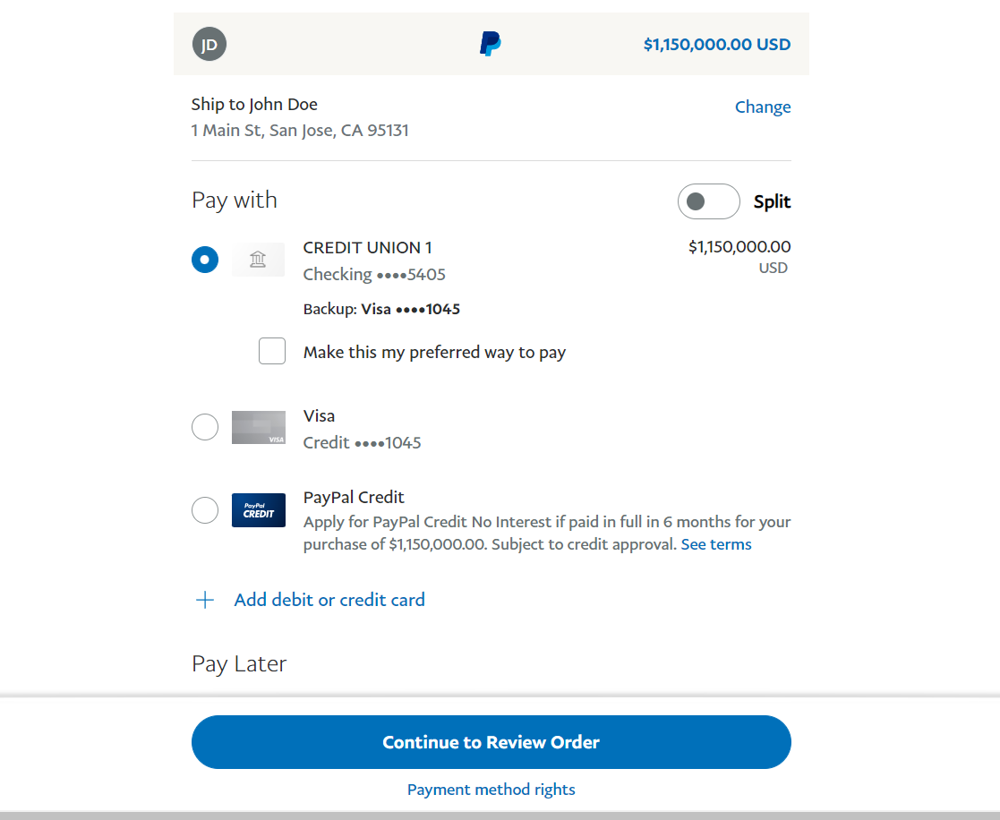 JD
$1,150,000.00 USD
Ship to John Doe
Change
1 Main St, San Jose, CA 95131
Pay with
Split
CREDIT UNION 1
$1,150,000.00
Checking ••••5405
USD
Backup: Visa ••••1045
Make this my preferred way to pay
Visa
VISA
Credit ••••1045
PayPal Credit
PayPal
CREDIT
Apply for PayPal Credit No Interest if paid in full in 6 months for your
purchase of $1,150,000.00. Subject to credit approval. See terms
Add debit or credit card
Pay Later
Continue to Review Order
Payment method rights